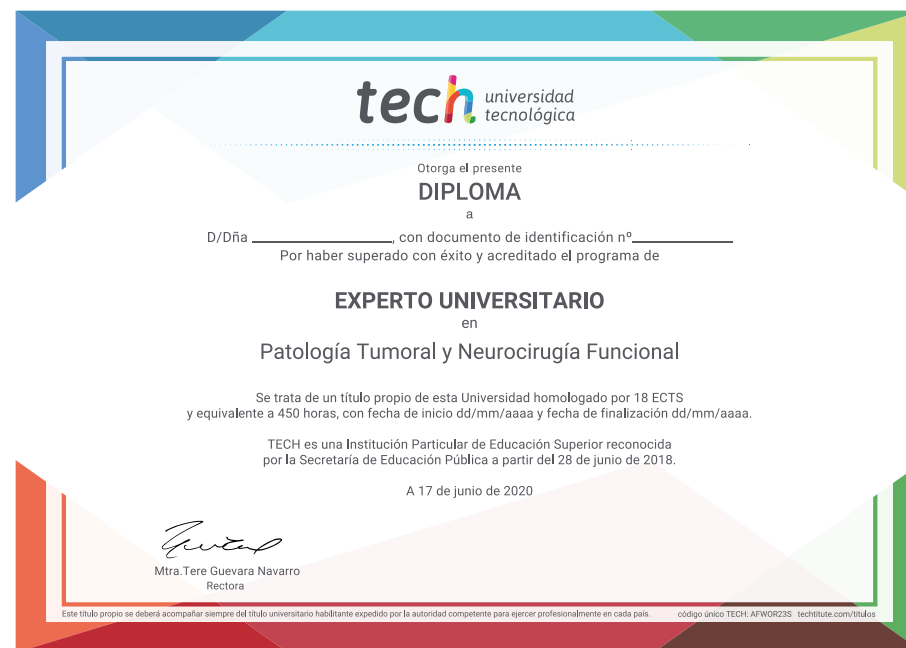 tech universidad
tecnológica
Otorga el presente
DIPLOMA
a
D/Dña ____________________, con documento de identificación nº______________
Por haber superado con éxito y acreditado el programa de
EXPERTO UNIVERSITARIO
en
Patología Tumoral y Neurocirugía Funcional
Se trata de un título propio de esta Universidad homologado por 18 ECTS
y equivalente a 450 horas, con fecha de inicio dd/mm/aaaa y fecha de finalización dd/mm/aaaa.
TECH es una Institución Particular de Educación Superior reconocida
por la Secretaría de Educación Pública a partir del 28 de junio de 2018.
A 17 de junio de 2020
Mtra.Tere Guevara Navarro
Rectora
Este título propio se deberá acompañar siempre del título universitario habilitante expedido por la autoridad competente para ejercer profesionalmente en cada país. código único TECH: AFWOR23S techtitute.com/titulos